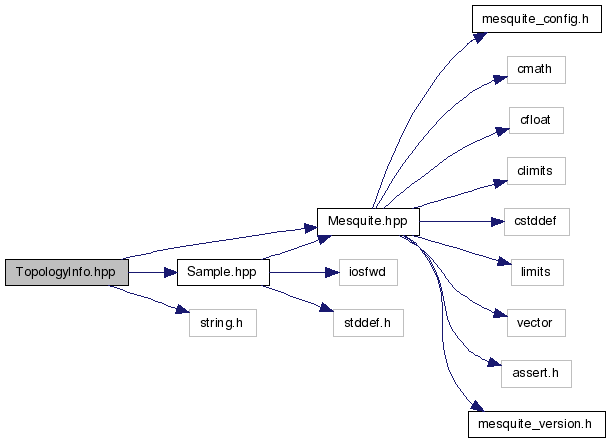 mesquite_config.h
cmath
cfloat
climits
Mesquite.hpp
cstddef
TopologyInfo.hpp
Sample.hpp
iosfwd
limits
string.h
stddef.h
vector
assert.h
mesquite_version.h